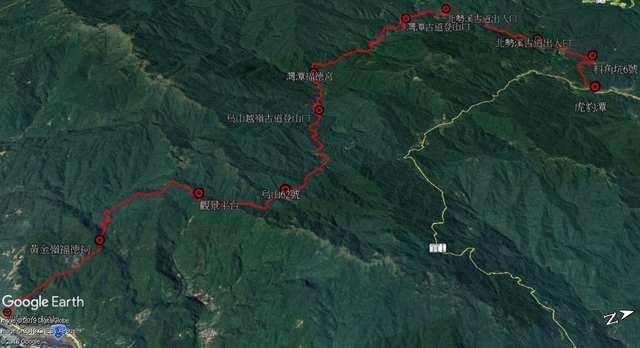 北勢溪古道出入口
灣潭古道登山口
北勢溪古道出入口
料角坑6號
灣潭福德宮
虎豹潭
烏山越嶺古道登山口
烏山62號
觀景平台
黃金嶺福德祠
Google Earth
N